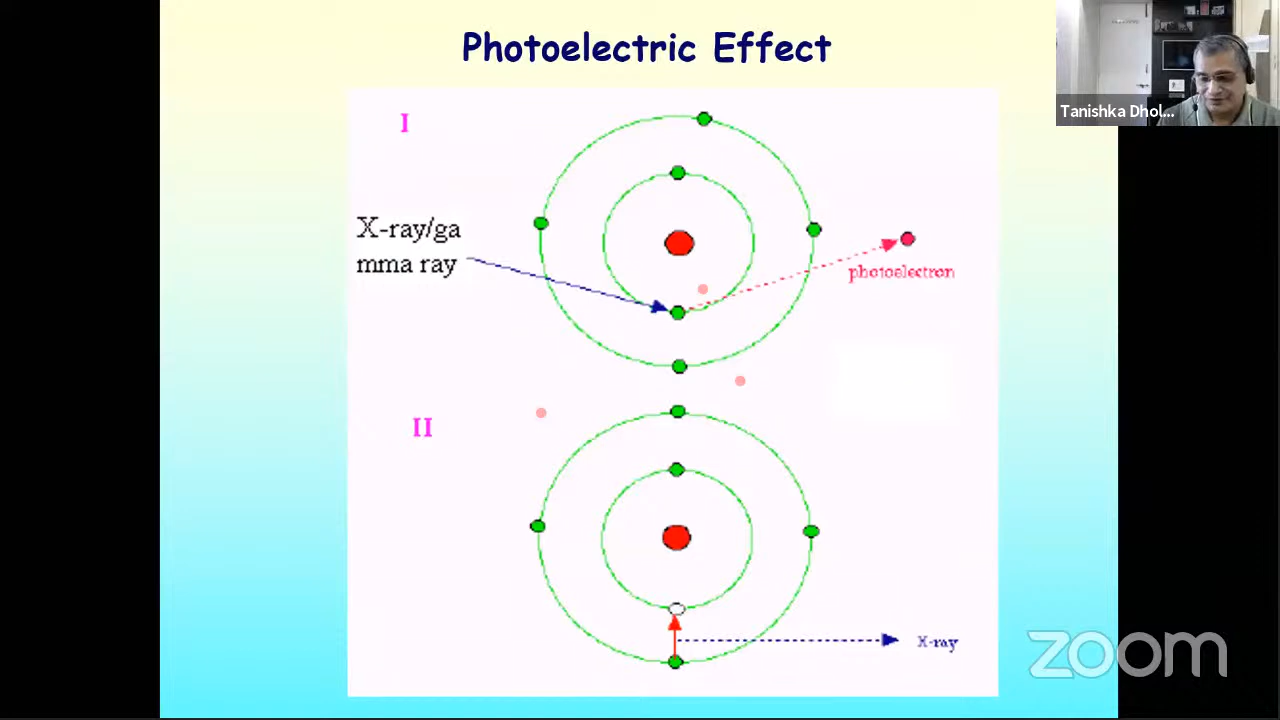 Photoelectric Effect
Tanishka Dhol...
I
X-ray/ga
mma ray
photoelectron
II
X-ray
zoom